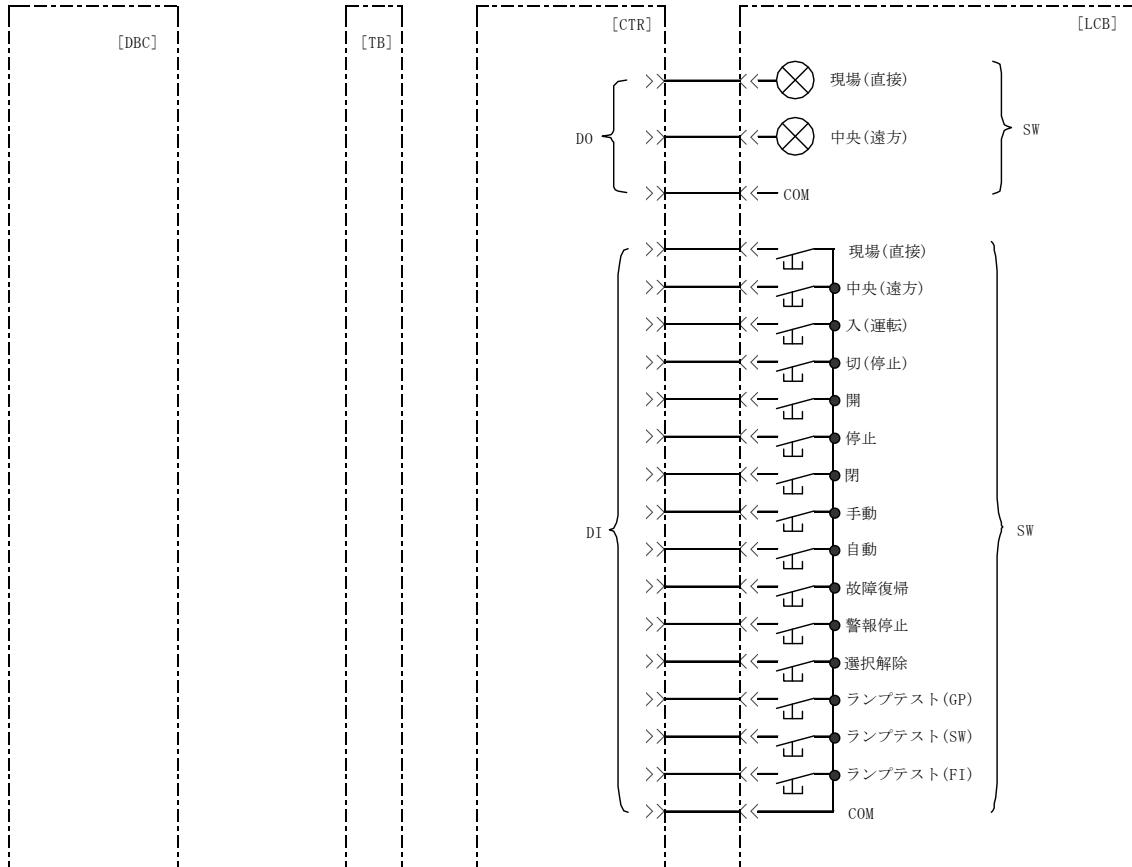 [DBC]
[TB]
[CTR]
[LCB]
現場(直接)
DO
SW
中央(遠方)
COM
現場(直接)
中央(遠方)
入(運転)
切(停止)
開
停止
閉
手動
DI
SW
自動
故障復帰
警報停止
選択解除
ランプテスト(GP)
ランプテスト(SW)
ランプテスト(FI)
COM